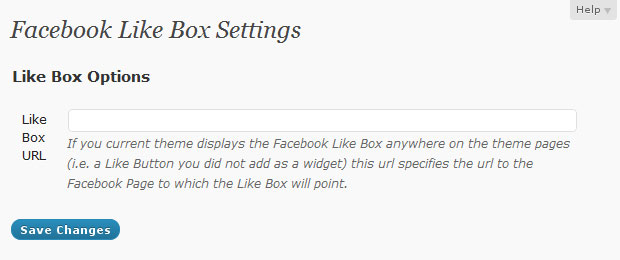 Help
Facebook Like Box Settings
Like Box Options
Like
Box
URL
If you current theme displays the Facebook Like Box anywhere on the theme pages
(i.e. a Like Button you did not add as a widget) this url specifies the url to the
Facebook Page to which the Like Box will point.
Save Changes